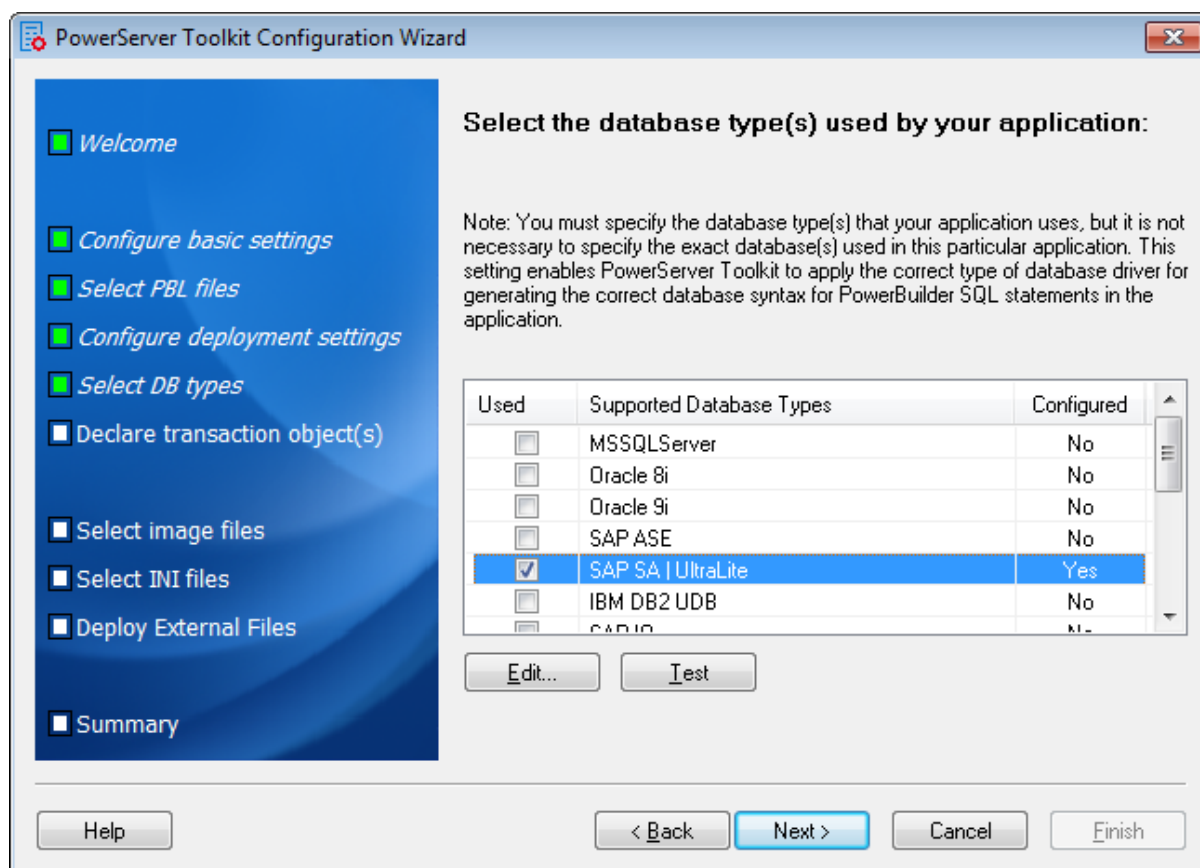 PowerServer Toolkit Configuration Wizard
Welcome
Configure basic settings
Select PBL files
Configure deployment settings
Select DB types
Declare transaction object(s)
Select image files
Select INI files
Deploy External Files
Summary
Select the database type(s) used by your application:
Note: You must specify the database type(s) that your application uses, but it is not
necessary to specify the exact database(s) used in this particular application. This
setting enables PowerServer Toolkit to apply the correct type of database driver for
generating the correct database syntax for PowerBuilder SQL statements in the
application.
Used Supported Database Types Configured
MSSQLServer No
Oracle 8i No
Oracle 9i No
SAP ASE No
SAP SA | UltraLite Yes
IBM DB2 UDB No
Edit... Test
Help < Back Next > Cancel Finish